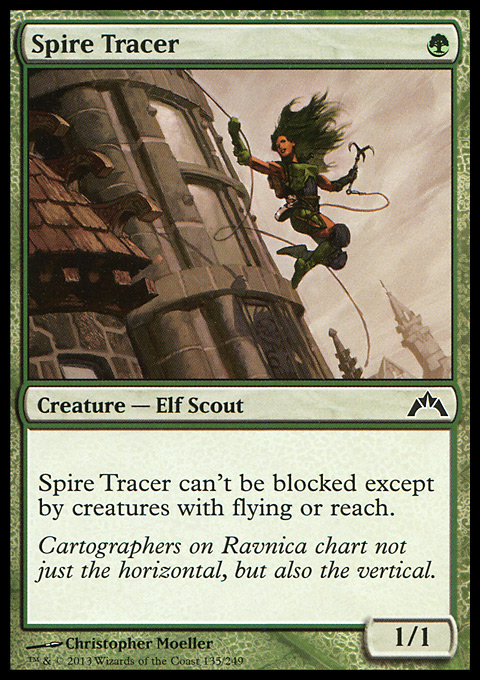 Spire Tracer
Creature — Elf Scout
Spire Tracer can't be blocked except
by creatures with flying or reach.
Cartographers on Ravnica chart not
just the horizontal, but also the vertical.
1/1
Christopher Moeller
™ & © 2013 Wizards of the Coast 135/249